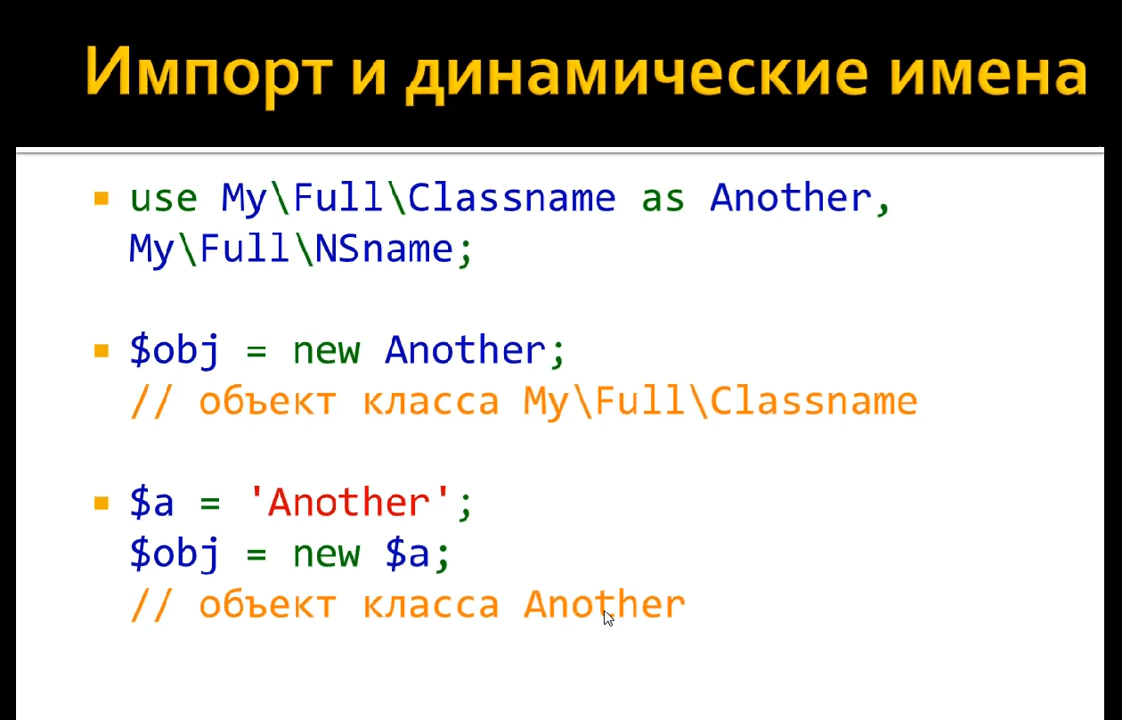 Импорт и динамические имена
use My\Full\Classname as Another,
My\Full\NSname;
$obj = new Another;
// объект класса My\Full\Classname
$a = 'Another';
$obj = new $a;
// объект класса Another